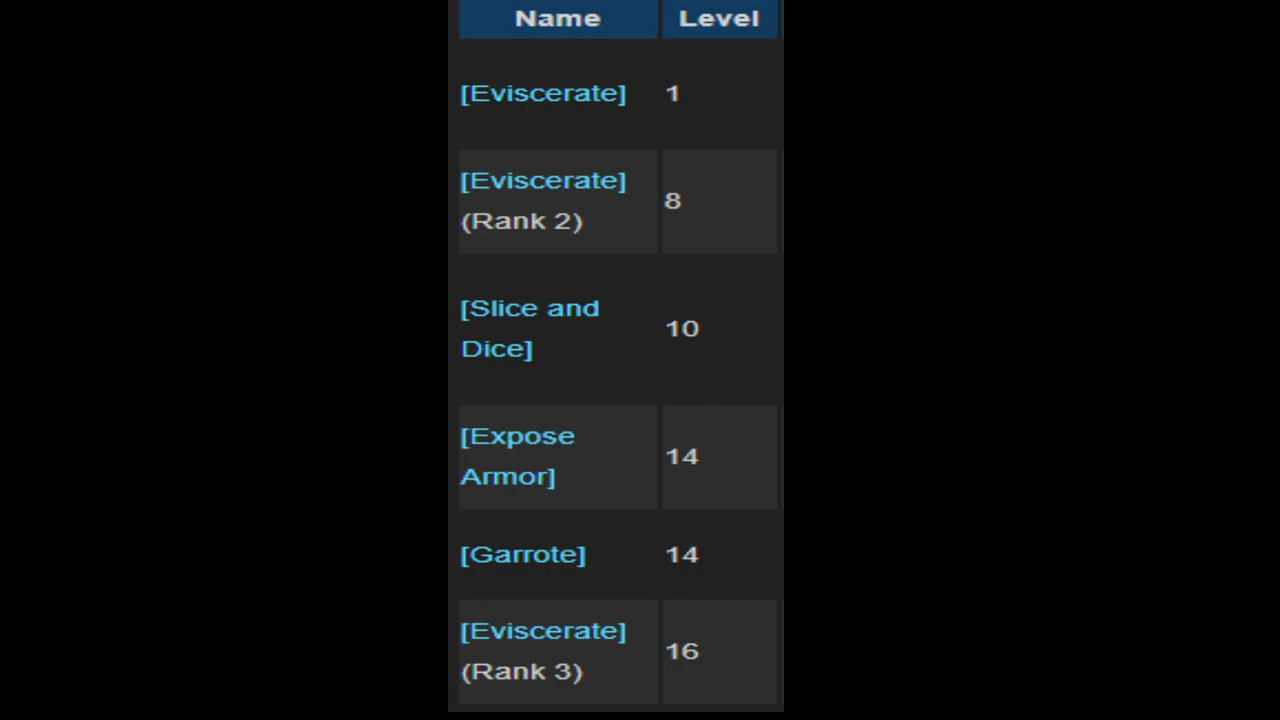 Name Level
[Eviscerate] 1
[Eviscerate]
(Rank 2) 8
[Slice and
Dice] 10
[Expose
Armor] 14
[Garrote] 14
[Eviscerate]
(Rank 3) 16